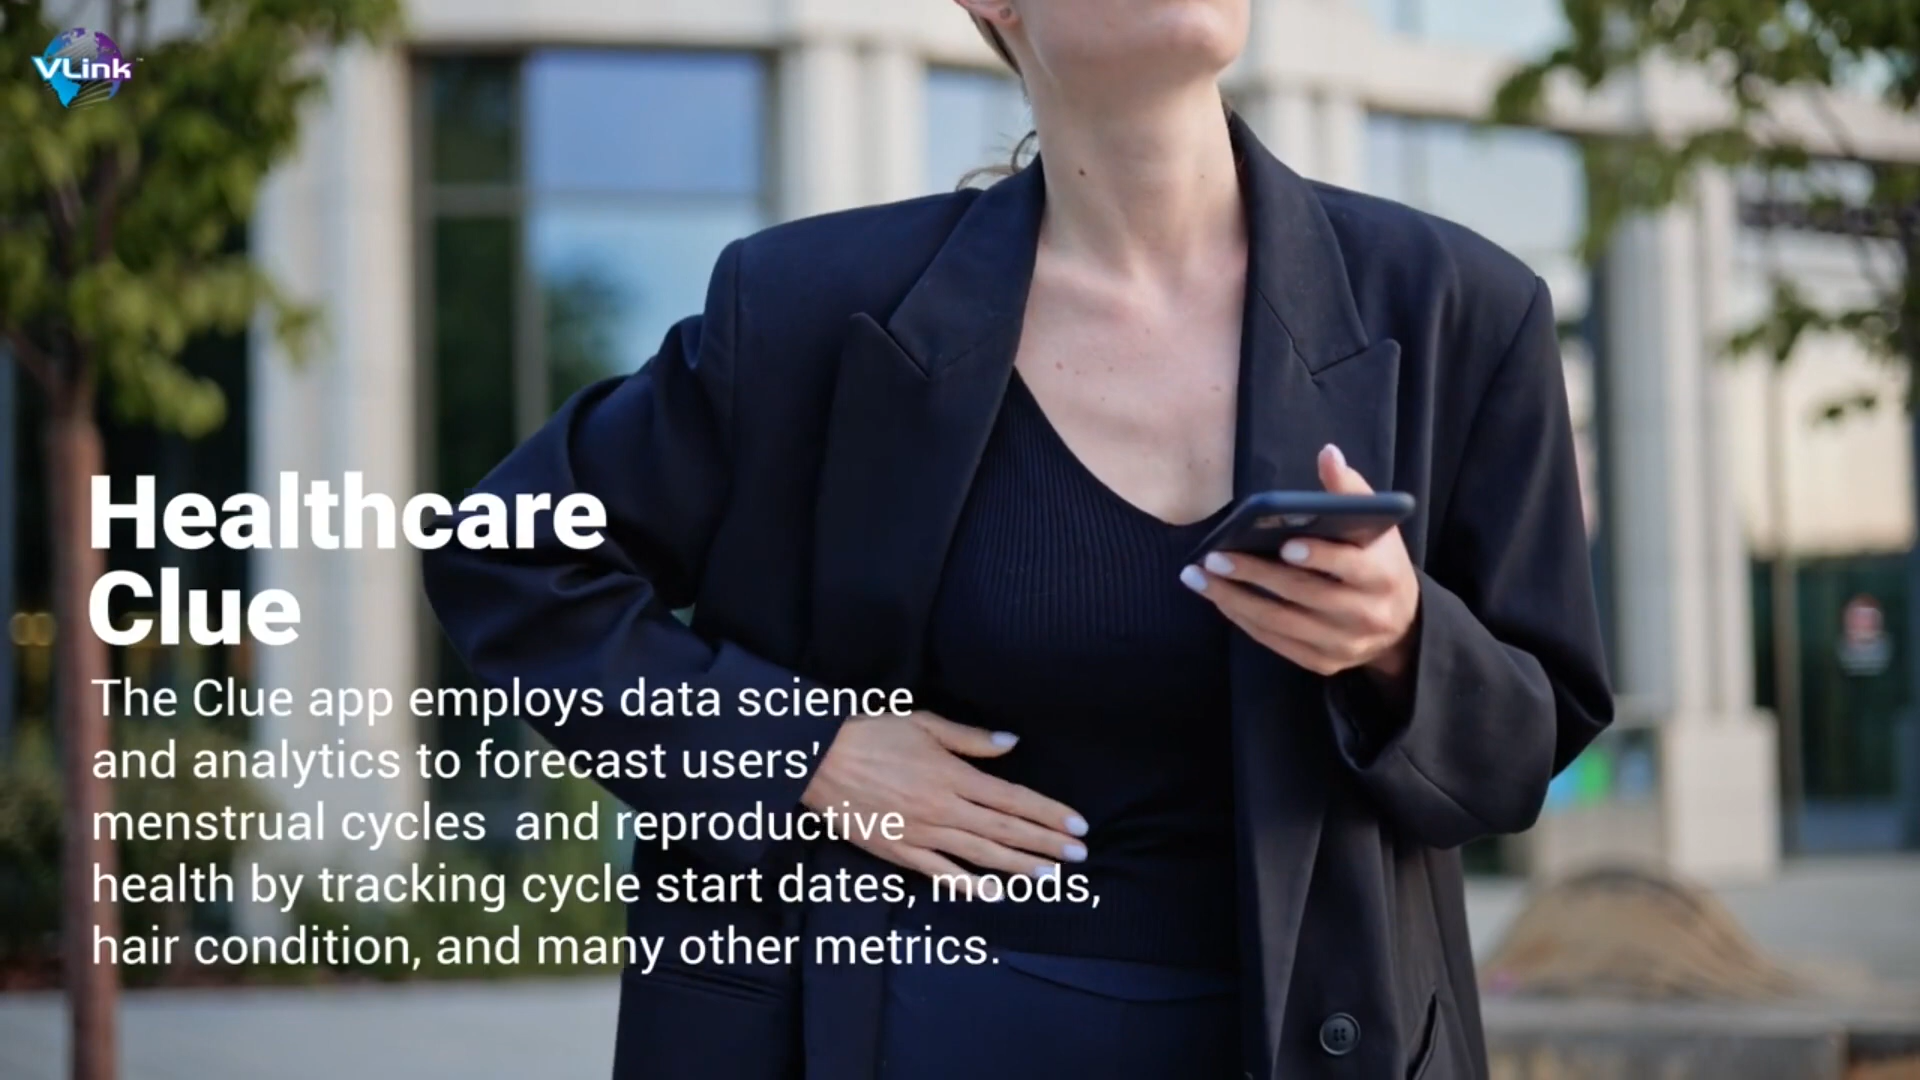 VLink
Healthcare
Clue
The Clue app employs data science
and analytics to forecast users'
menstrual cycles and reproductive
health by tracking cycle start dates, moods,
hair condition, and many other metrics.